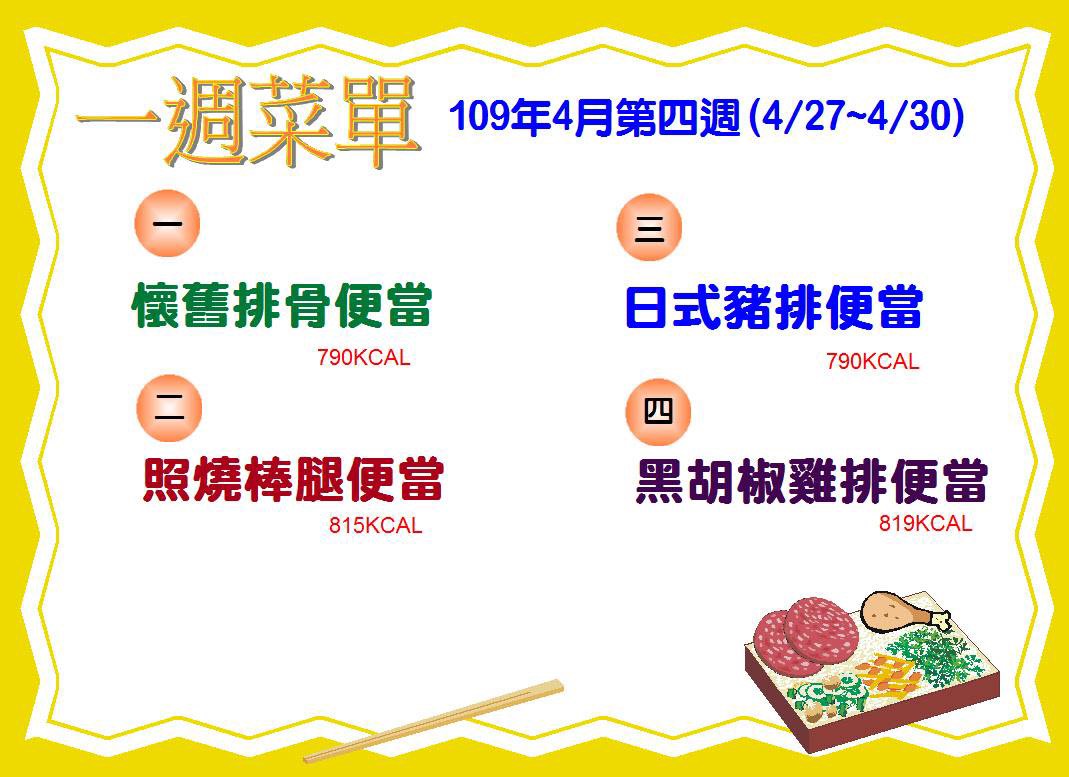 一週菜單
109年4月第四週(4/27~4/30)
一
懷舊排骨便當
790KCAL
二
照燒棒腿便當
815KCAL
三
日式豬排便當
790KCAL
四
黑胡椒雞排便當
819KCAL